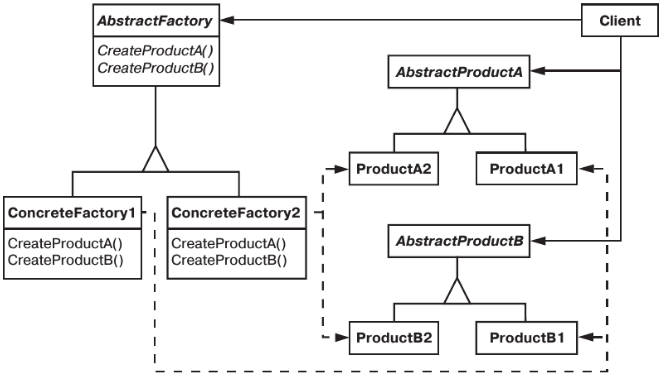 AbstractFactory
CreateProductA()
CreateProductB()
Client
AbstractProductA
ProductA2
ProductA1
ConcreteFactory1
CreateProductA()
CreateProductB()
ConcreteFactory2
CreateProductA()
CreateProductB()
AbstractProductB
ProductB2
ProductB1